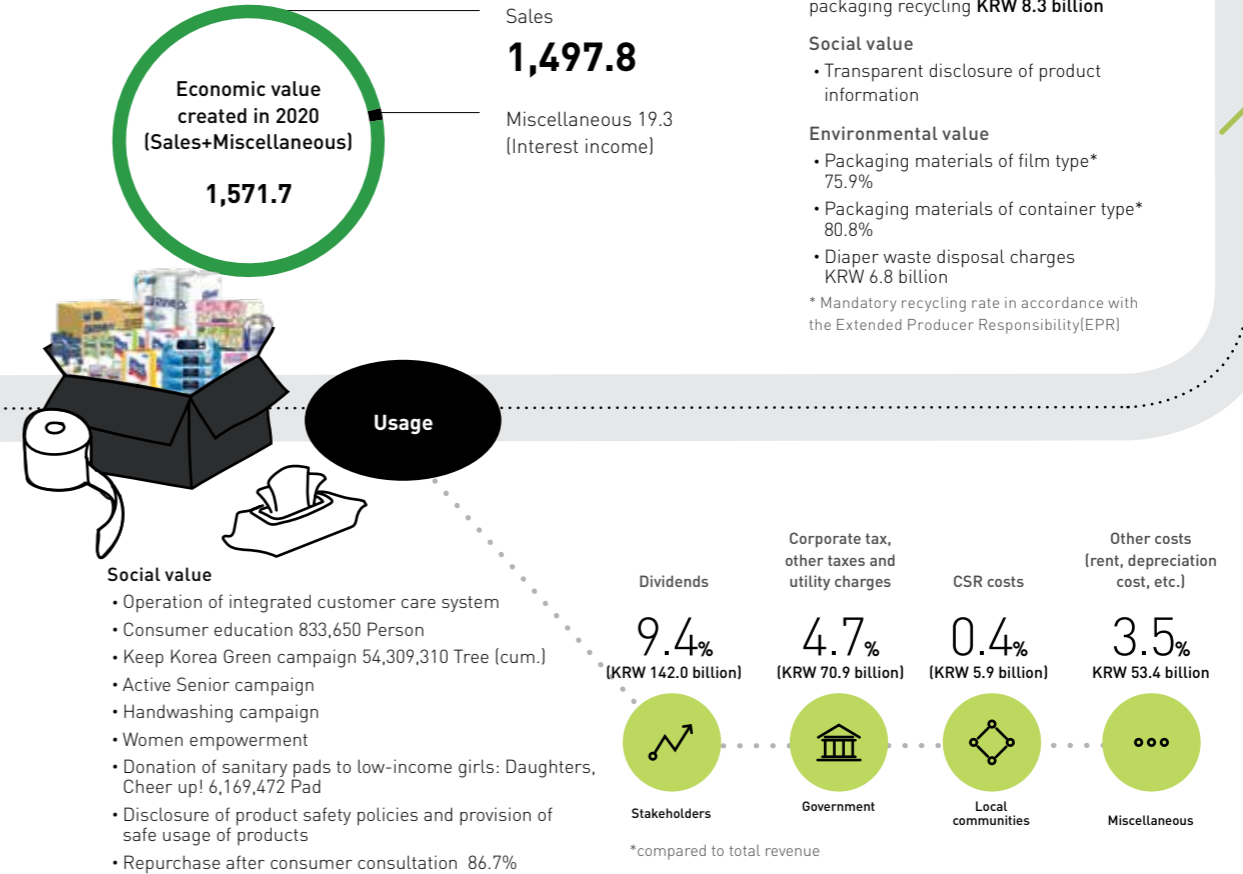 Economic value
created in 2020
(Sales+Miscellaneous)
1,571.7
Sales
1,497.8
Miscellaneous 19.3
(Interest income)
packaging recycling KRW 8.3 billion
Social value
• Transparent disclosure of product
information
Environmental value
• Packaging materials of film type*
75.9%
• Packaging materials of container type*
80.8%
• Diaper waste disposal charges
KRW 6.8 billion
* Mandatory recycling rate in accordance with
the Extended Producer Responsibility(EPR)
Usage
Social value
• Operation of integrated customer care system
• Consumer education 833,650 Person
• Keep Korea Green campaign 54,309,310 Tree (cum.)
• Active Senior campaign
• Handwashing campaign
• Women empowerment
• Donation of sanitary pads to low-income girls: Daughters,
Cheer up! 6,169,472 Pad
• Disclosure of product safety policies and provision of
safe usage of products
• Repurchase after consumer consultation 86.7%
Dividends
9.4%
(KRW 142.0 billion)
Stakeholders
Corporate tax,
other taxes and
utility charges
4.7%
(KRW 70.9 billion)
Government
CSR costs
0.4%
(KRW 5.9 billion)
Local
communities
Other costs
(rent, depreciation
cost, etc.)
3.5%
KRW 53.4 billion
Miscellaneous
*compared to total revenue